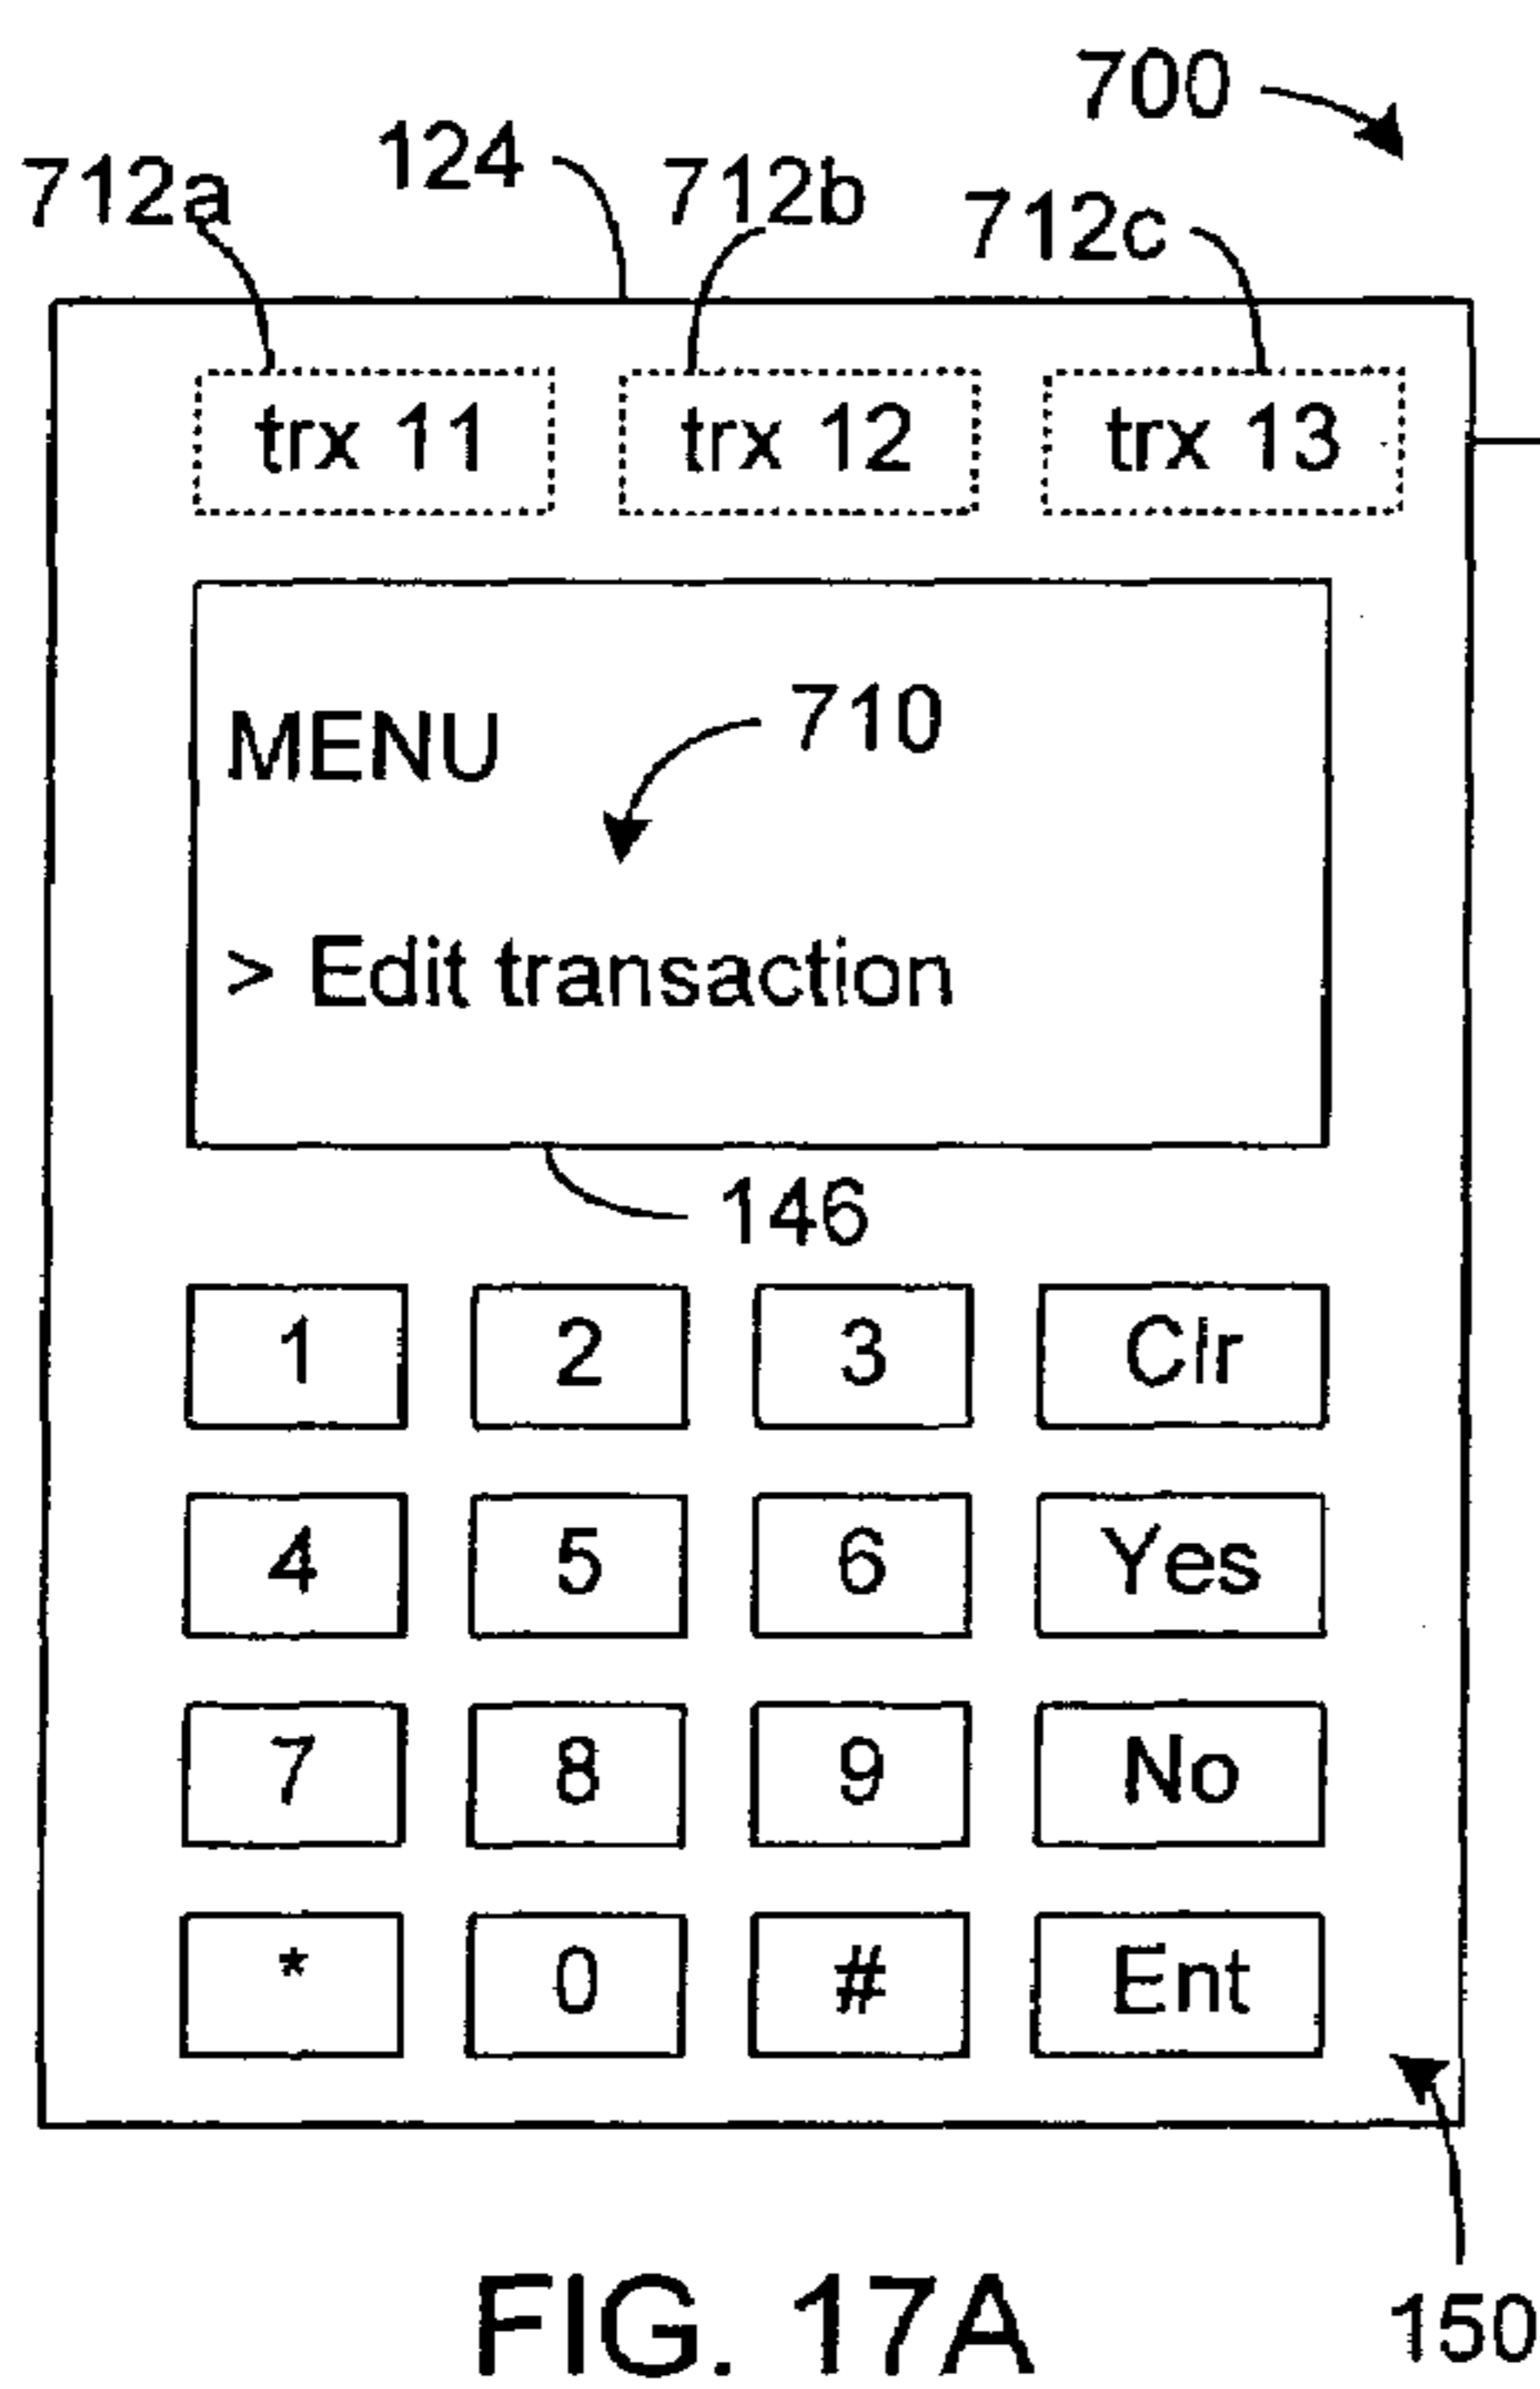 700
712a 124 712b 712c
trx 11 trx 12 trx 13
MENU 710
> Edit transaction
146
1 2 3 Clr
4 5 6 Yes
7 8 9 No
* 0 # Ent
FIG. 17A 150